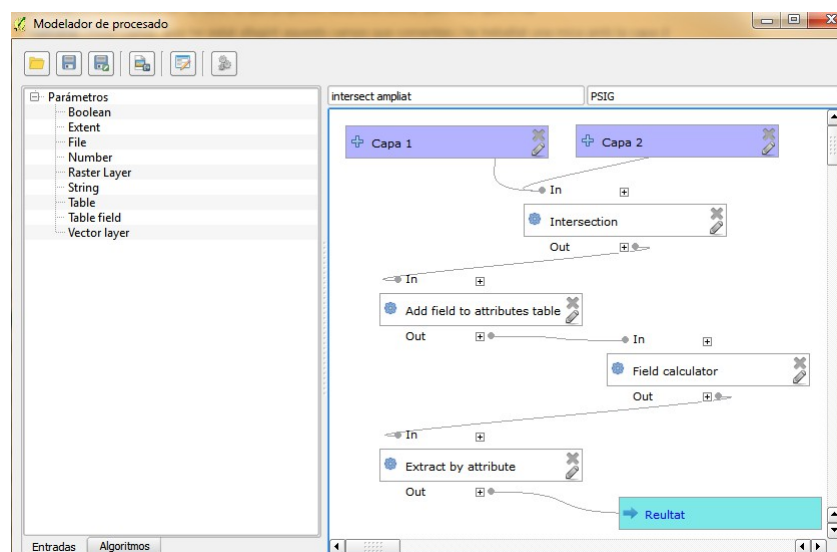 Modelador de procesado
intersect ampliat
PSIG
Parámetros
Boolean
Extent
File
Number
Raster Layer
String
Table
Table field
Vector layer
Capa 1
Capa 2
In
Intersection
Out
In
Add field to attributes table
Out
In
Field calculator
Out
In
Extract by attribute
Out
Reultat
Entradas
Algoritmos